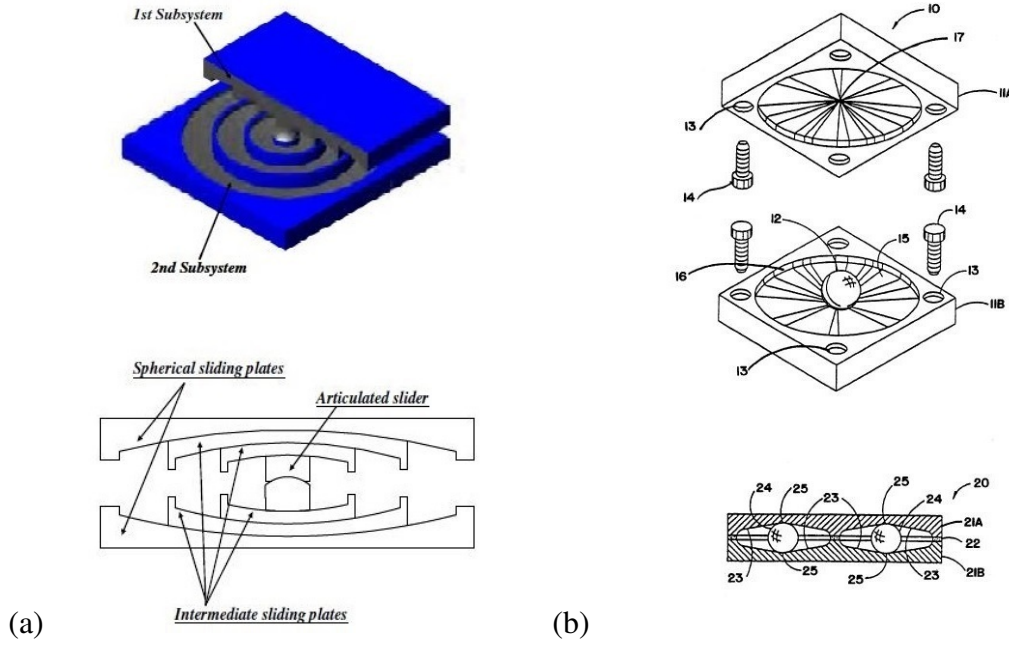 1st Subsystem
2nd Subsystem
Spherical sliding plates
Articulated slider
Intermediate sliding plates
(a)
10
17
11A
13
14
14
12
15
16
13
11B
13
20
24
25
23
25
24
21A
22
21B
23
25
25
23
(b)